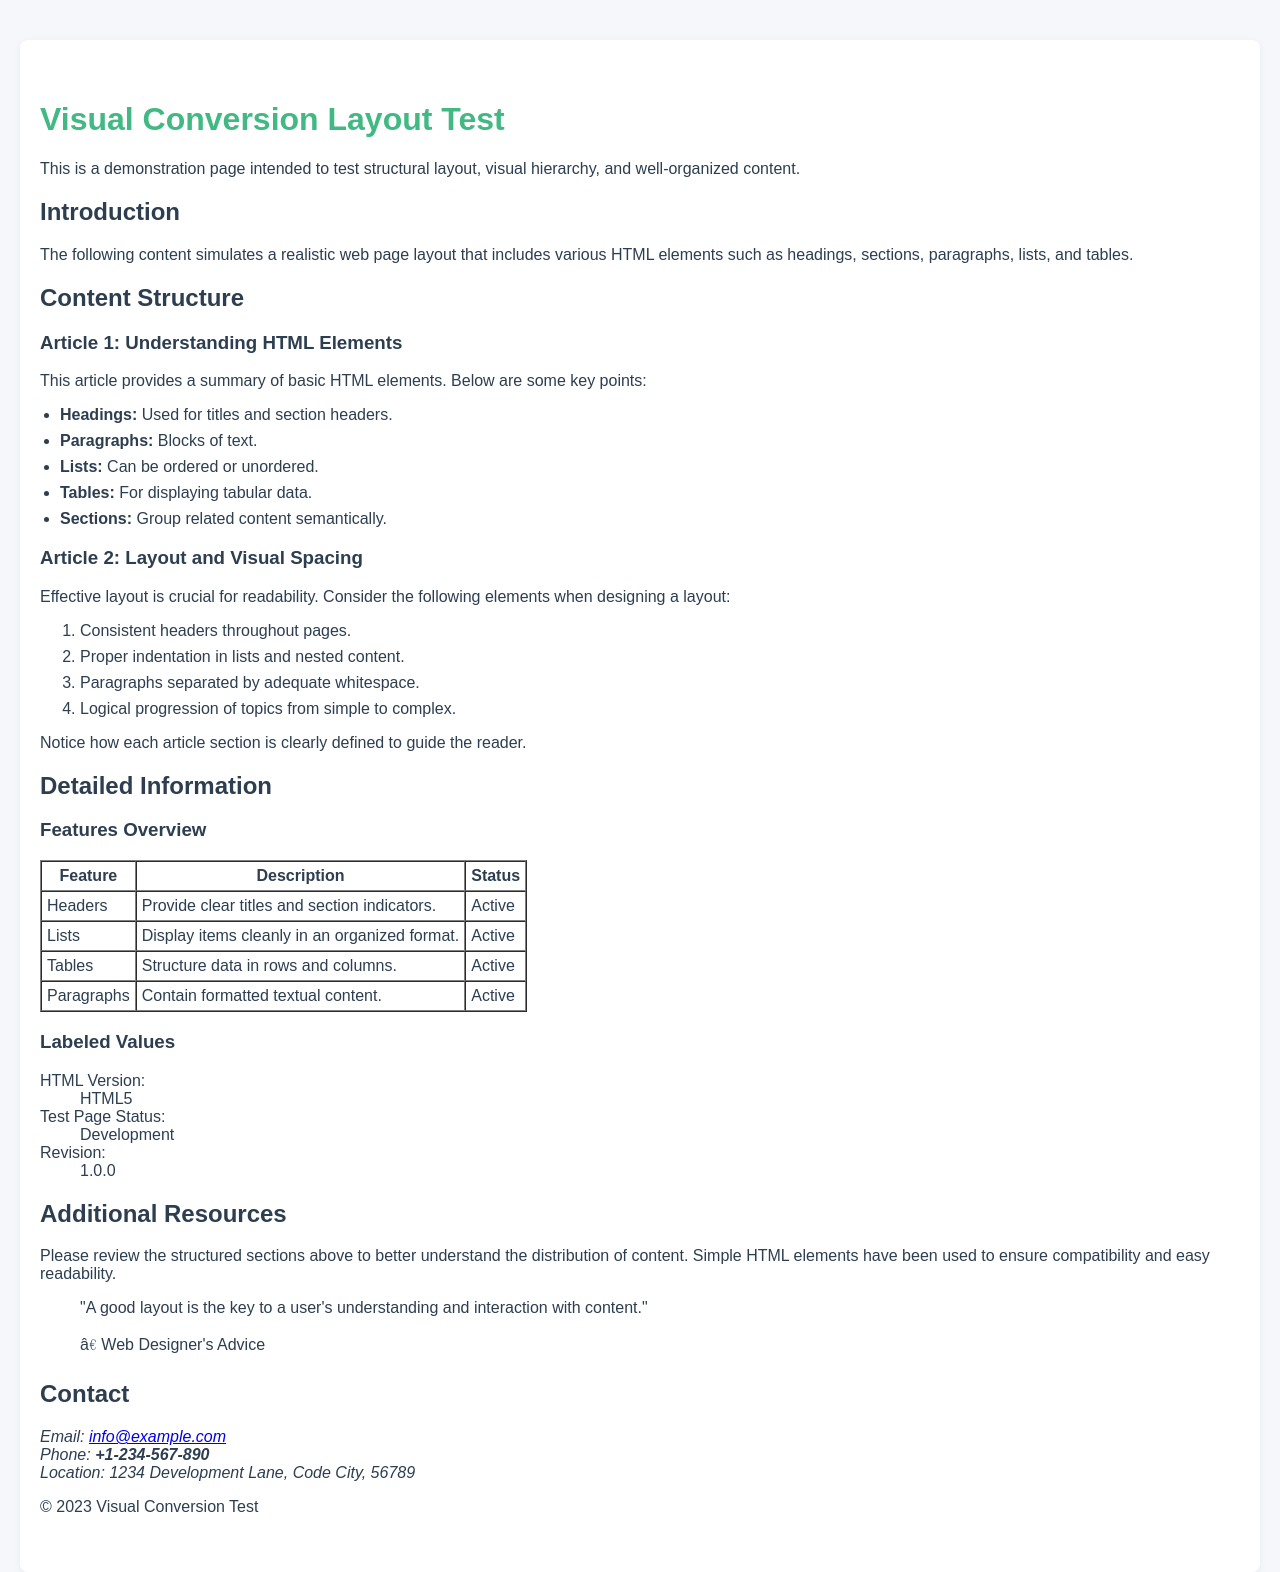 Visual Conversion Layout Test
This is a demonstration page intended to test structural layout, visual hierarchy, and well-organized content.
Introduction
The following content simulates a realistic web page layout that includes various HTML elements such as headings, sections, paragraphs, lists, and tables.
Content Structure
Article 1: Understanding HTML Elements
This article provides a summary of basic HTML elements. Below are some key points:
• Headings: Used for titles and section headers.
• Paragraphs: Blocks of text.
• Lists: Can be ordered or unordered.
• Tables: For displaying tabular data.
• Sections: Group related content semantically.
Article 2: Layout and Visual Spacing
Effective layout is crucial for readability. Consider the following elements when designing a layout:
1. Consistent headers throughout pages.
2. Proper indentation in lists and nested content.
3. Paragraphs separated by adequate whitespace.
4. Logical progression of topics from simple to complex.
Notice how each article section is clearly defined to guide the reader.
Detailed Information
Features Overview
Feature Description Status
Headers Provide clear titles and section indicators. Active
Lists Display items cleanly in an organized format. Active
Tables Structure data in rows and columns. Active
Paragraphs Contain formatted textual content. Active
Labeled Values
HTML Version:
HTML5
Test Page Status:
Development
Revision:
1.0.0
Additional Resources
Please review the structured sections above to better understand the distribution of content. Simple HTML elements have been used to ensure compatibility and easy
readability.
"A good layout is the key to a user's understanding and interaction with content."
â€ Web Designer's Advice
Contact
Email: info@example.com
Phone: +1-234-567-890
Location: 1234 Development Lane, Code City, 56789
© 2023 Visual Conversion Test